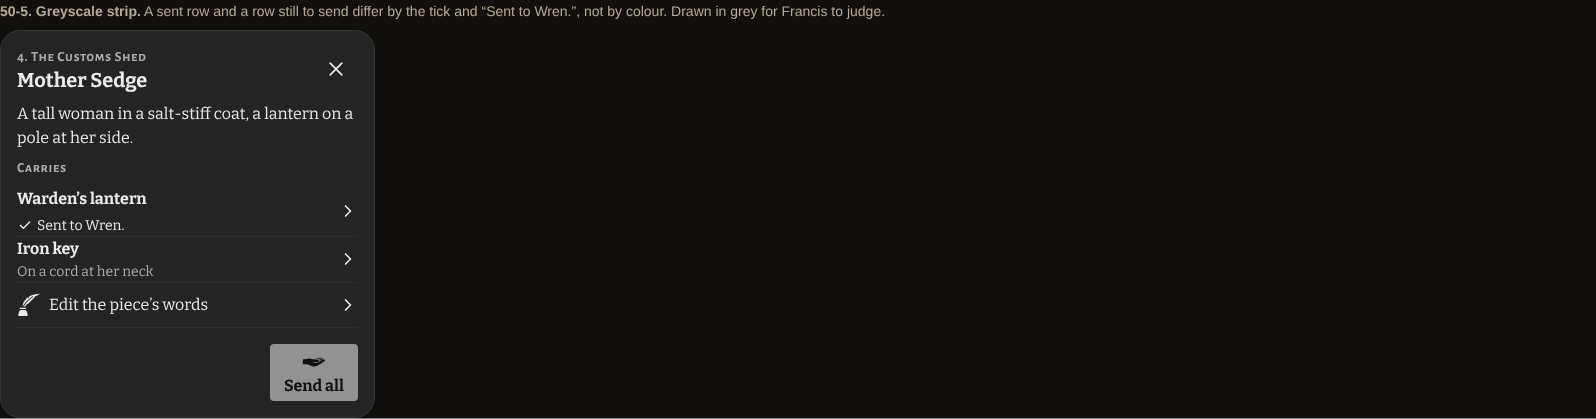 50-5. Greyscale strip. A sent row and a row still to send differ by the tick and “Sent to Wren.”, not by colour. Drawn in grey for Francis to judge.
4. The Customs Shed
Mother Sedge
A tall woman in a salt-stiff coat, a lantern on a
pole at her side.
Carries
Warden’s lantern
Sent to Wren.
Iron key
On a cord at her neck
Edit the piece’s words
Send all